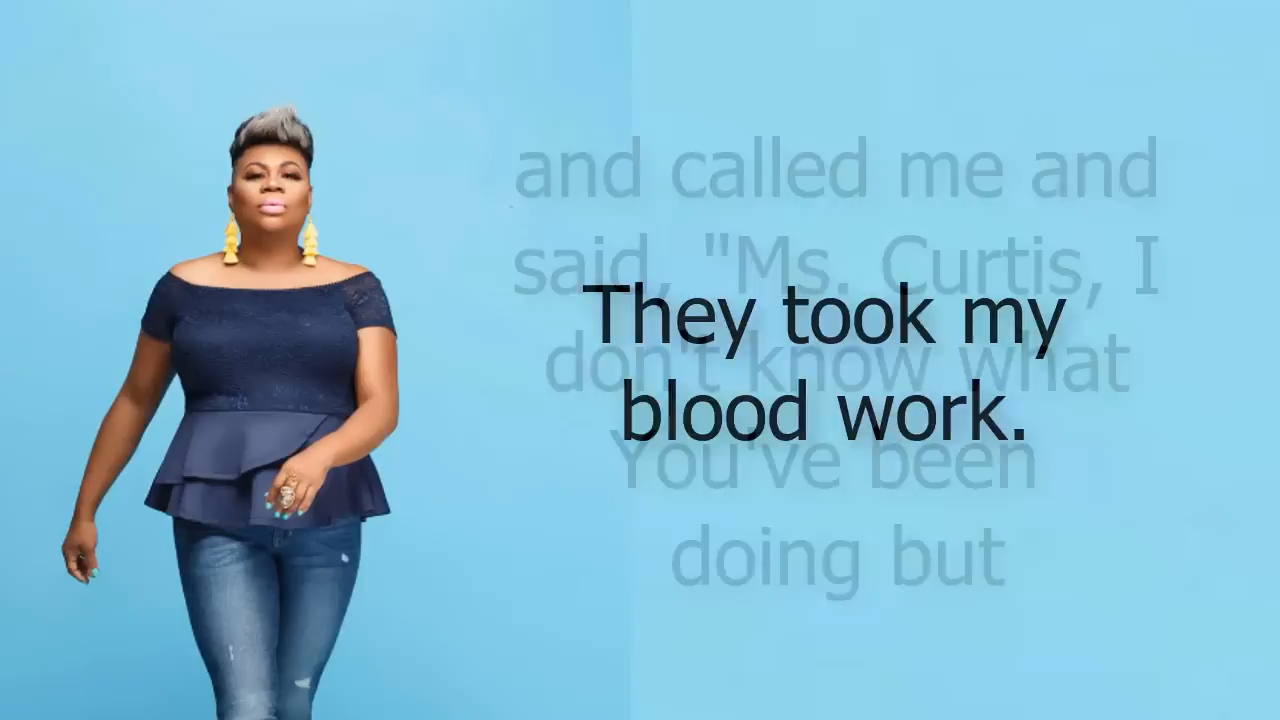 They took my
blood work.
and called me and
said, "Ms. Curtis, I
don't know what
You've been
doing but